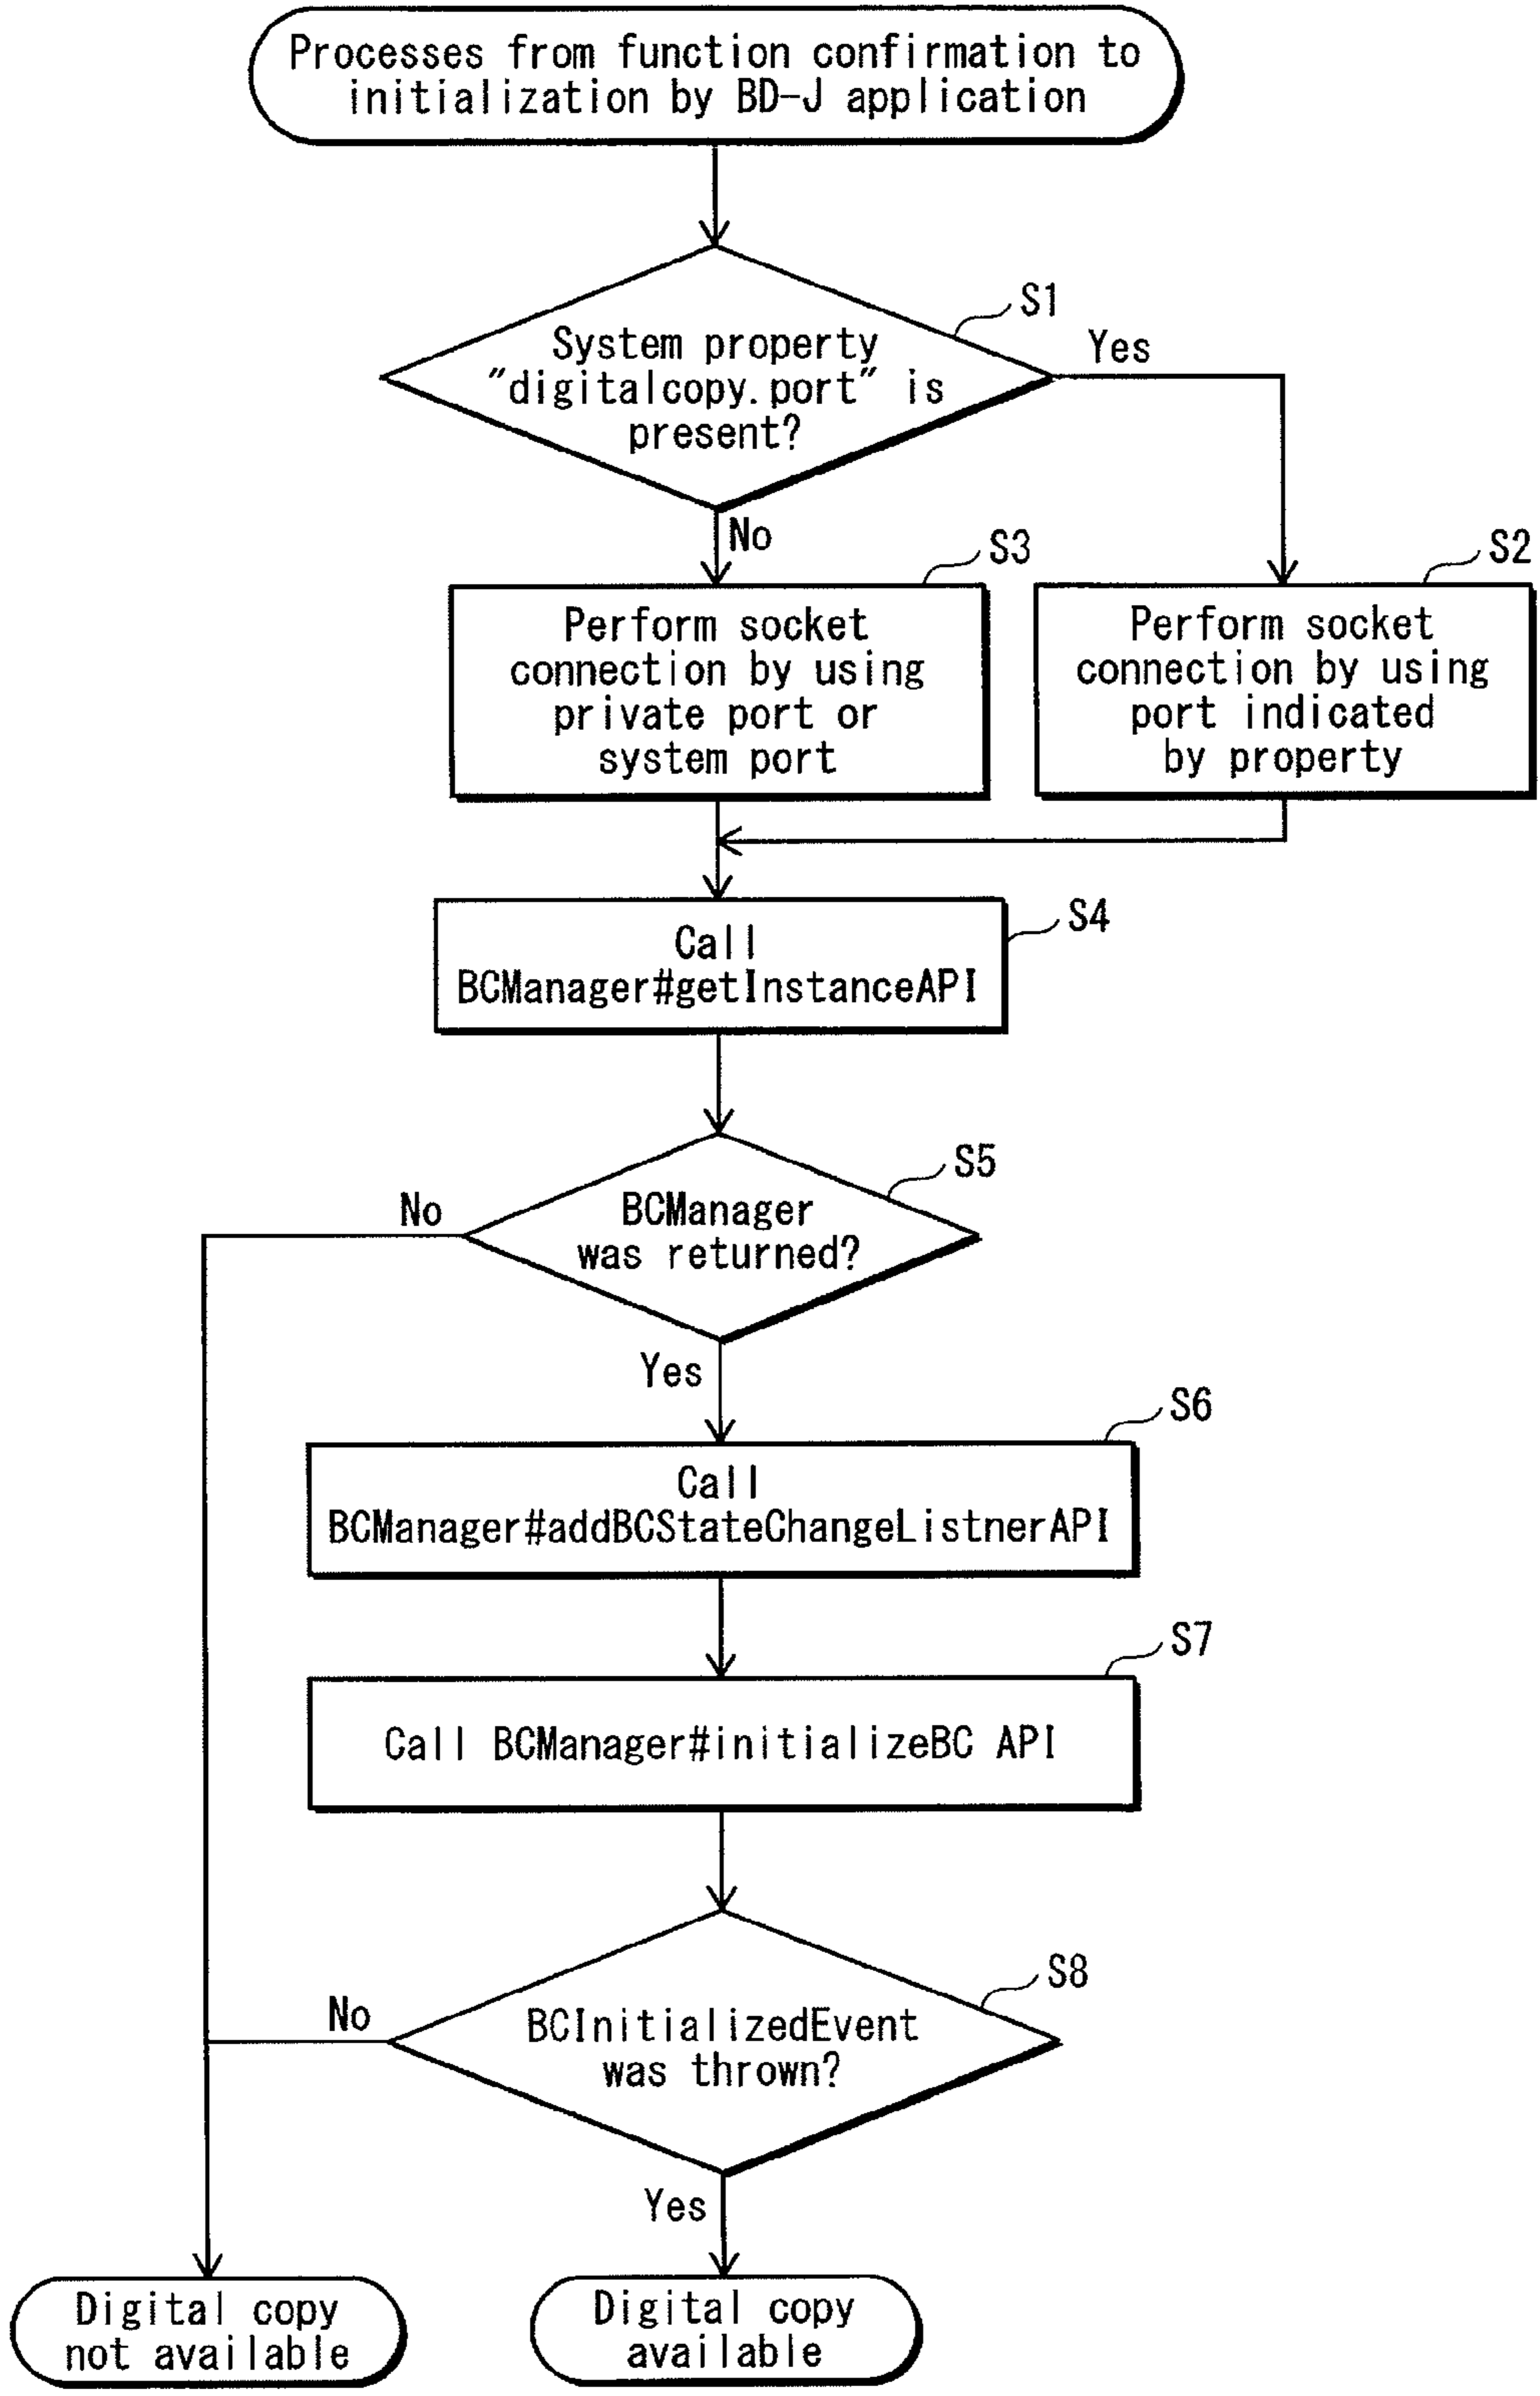 Processes from function confirmation to
initialization by BD-J application
S1
System property
"digitalcopy.port" is
present?
Yes
No
S3
Perform socket
connection by using
private port or
system port
S2
Perform socket
connection by using
port indicated
by property
S4
Call
BCManager#getInstanceAPI
S5
BCManager
was returned?
No
Yes
S6
Call
BCManager#addBCStateChangeListnerAPI
S7
Call BCManager#initializeBC API
S8
BCInitializedEvent
was thrown?
No
Yes
Digital copy
not available
Digital copy
available